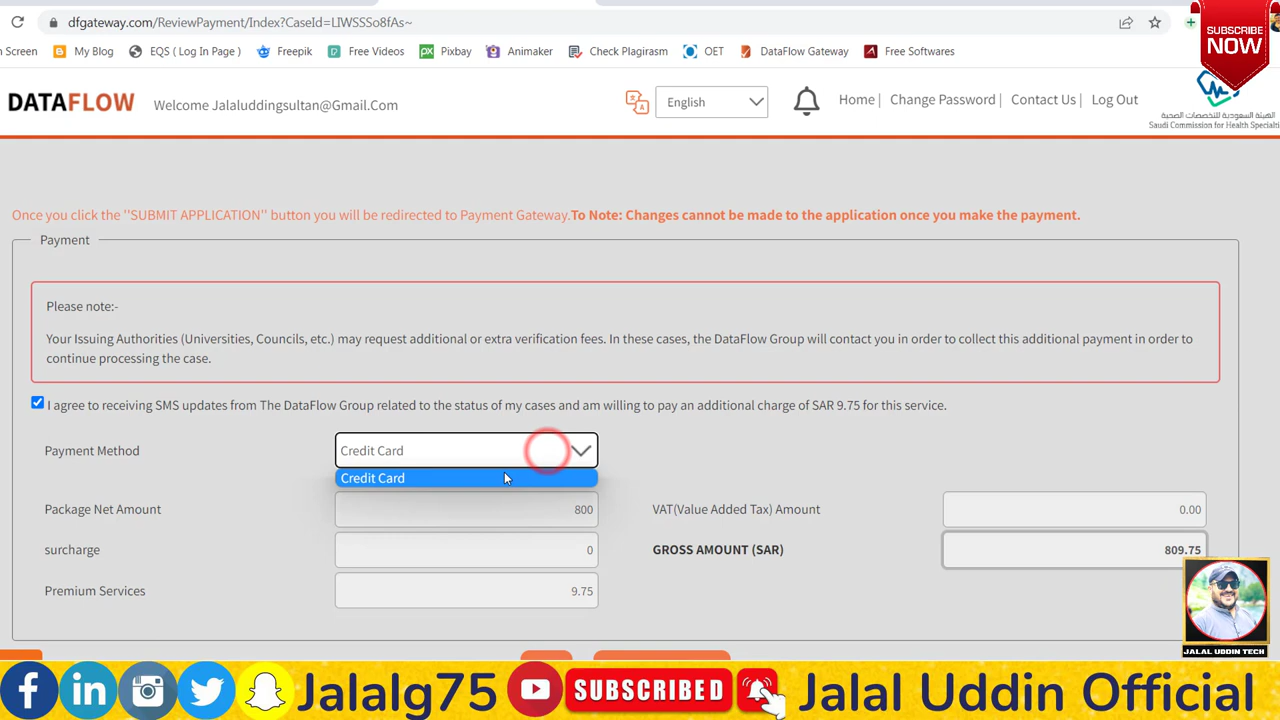 SUBSCRIBE
NOW
dfgateway.com/ReviewPayment/Index?CaseId=LIWSSSo8fAs~
n Screen My Blog EQS ( Log In Page ) Freepik Free Videos Pixbay Animaker Check Plagirasm OET DataFlow Gateway Free Softwares
DATAFLOW Welcome Jalaluddingsultan@Gmail.Com English Home | Change Password | Contact Us | Log Out
الهيئة السعودية للتخصصات الصحية
Saudi Commission for Health Specialti
Once you click the ''SUBMIT APPLICATION'' button you will be redirected to Payment Gateway.To Note: Changes cannot be made to the application once you make the payment.
Payment
Please note:-
Your Issuing Authorities (Universities, Councils, etc.) may request additional or extra verification fees. In these cases, the DataFlow Group will contact you in order to collect this additional payment in order to
continue processing the case.
I agree to receiving SMS updates from The DataFlow Group related to the status of my cases and am willing to pay an additional charge of SAR 9.75 for this service.
Payment Method Credit Card
Credit Card
Package Net Amount 800 VAT(Value Added Tax) Amount 0.00
surcharge 0 GROSS AMOUNT (SAR) 809.75
Premium Services 9.75
JALAL UDDIN TECH
Jalalg75 SUBSCRIBED Jalal Uddin Official